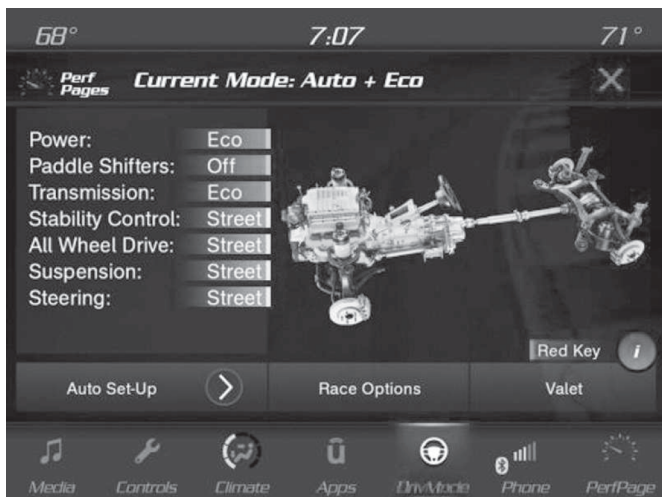 68° 7:07 71°
Perf Pages Current Mode: Auto + Eco
Power: Eco
Paddle Shifters: Off
Transmission: Eco
Stability Control: Street
All Wheel Drive: Street
Suspension: Street
Steering: Street
Red Key i
Auto Set-Up Race Options Valet
Media Controls Climate Apps DriveMode Phone PerfPage